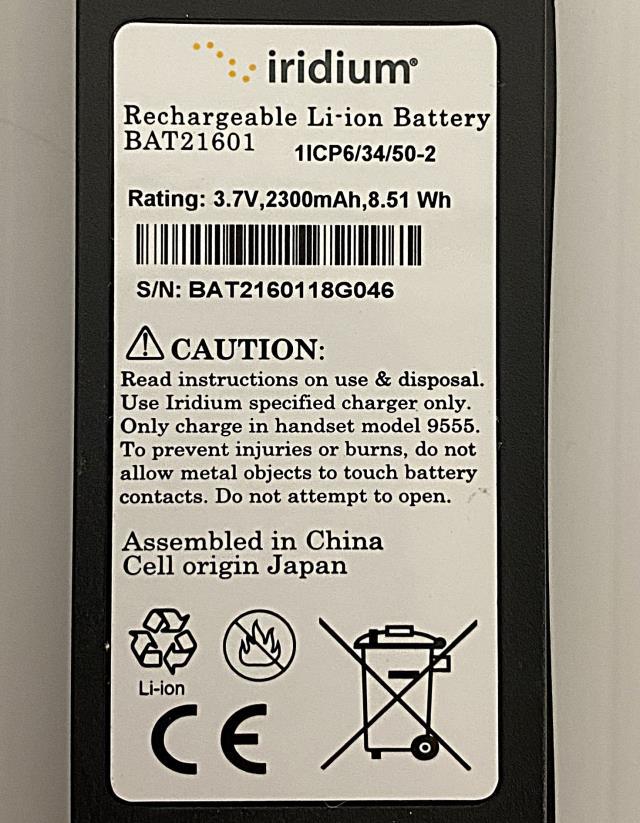 iridium®
Rechargeable Li-ion Battery
BAT21601 1ICP6/34/50-2
Rating: 3.7V,2300mAh,8.51 Wh
S/N: BAT2160118G046
CAUTION:
Read instructions on use & disposal.
Use Iridium specified charger only.
Only charge in handset model 9555.
To prevent injuries or burns, do not
allow metal objects to touch battery
contacts. Do not attempt to open.
Assembled in China
Cell origin Japan
Li-ion
CE